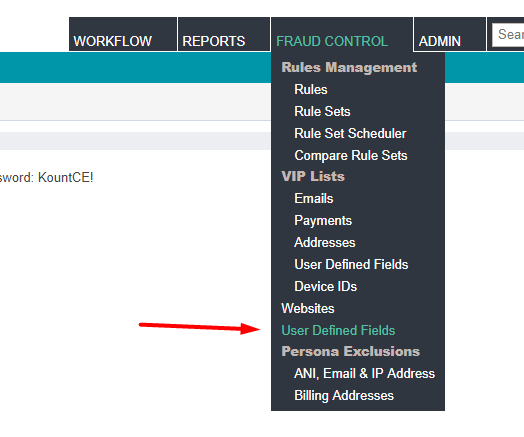 WORKFLOW REPORTS FRAUD CONTROL ADMIN Sear
Rules Management
Rules
Rule Sets
Rule Set Scheduler
Compare Rule Sets
VIP Lists
sword: KountCE!
Emails
Payments
Addresses
User Defined Fields
Device IDs
Websites
User Defined Fields
Persona Exclusions
ANI, Email & IP Address
Billing Addresses